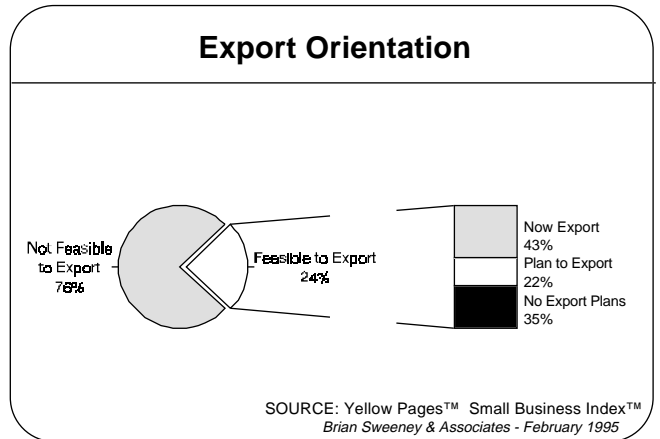 Export Orientation
Not Feasible
to Export
76%
Feasible to Export
24%
Now Export
43%
Plan to Export
22%
No Export Plans
35%
SOURCE: Yellow Pages™ Small Business Index™
Brian Sweeney & Associates - February 1995